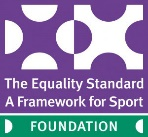 The Equality Standard
A Framework for Sport
FOUNDATION